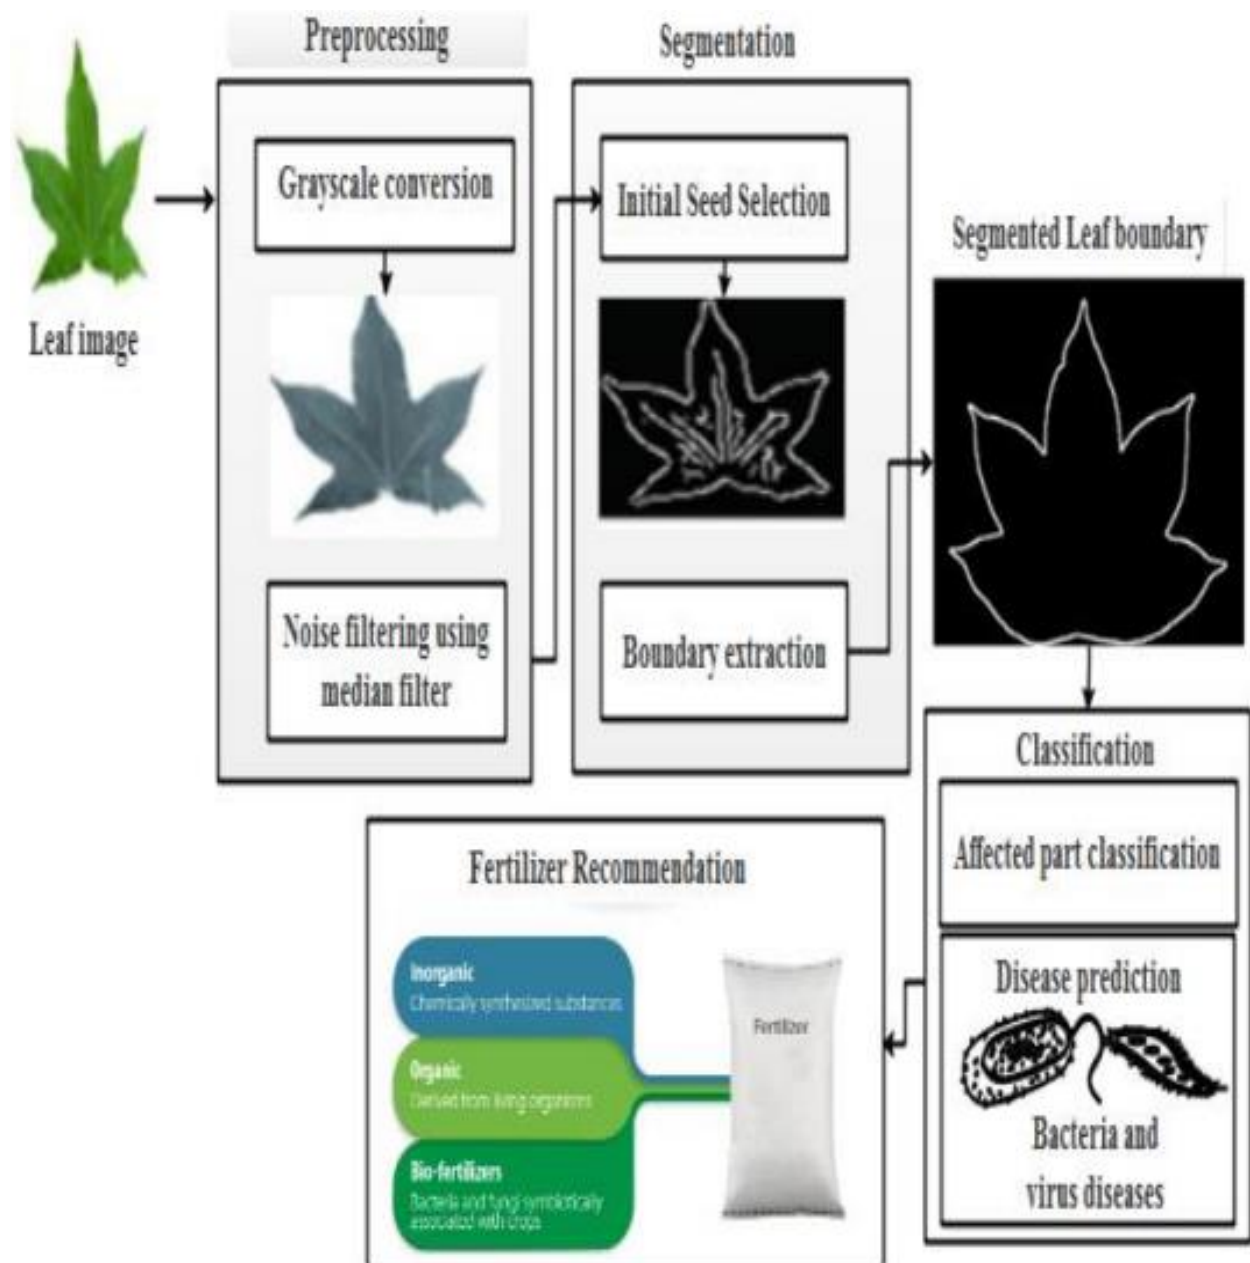 Preprocessing
Segmentation
Grayscale conversion
Initial Seed Selection
Leaf image
Segmented Leaf boundary
Noise filtering using
median filter
Boundary extraction
Classification
Affected part classification
Disease prediction
Bacteria and
virus diseases
Fertilizer Recommendation
Inorganic
Chemically synthesized substances
Organic
Derived from living organisms
Bio-fertilizers
Bacteria and fungi symbiotically
associated with crops
Fertilizer